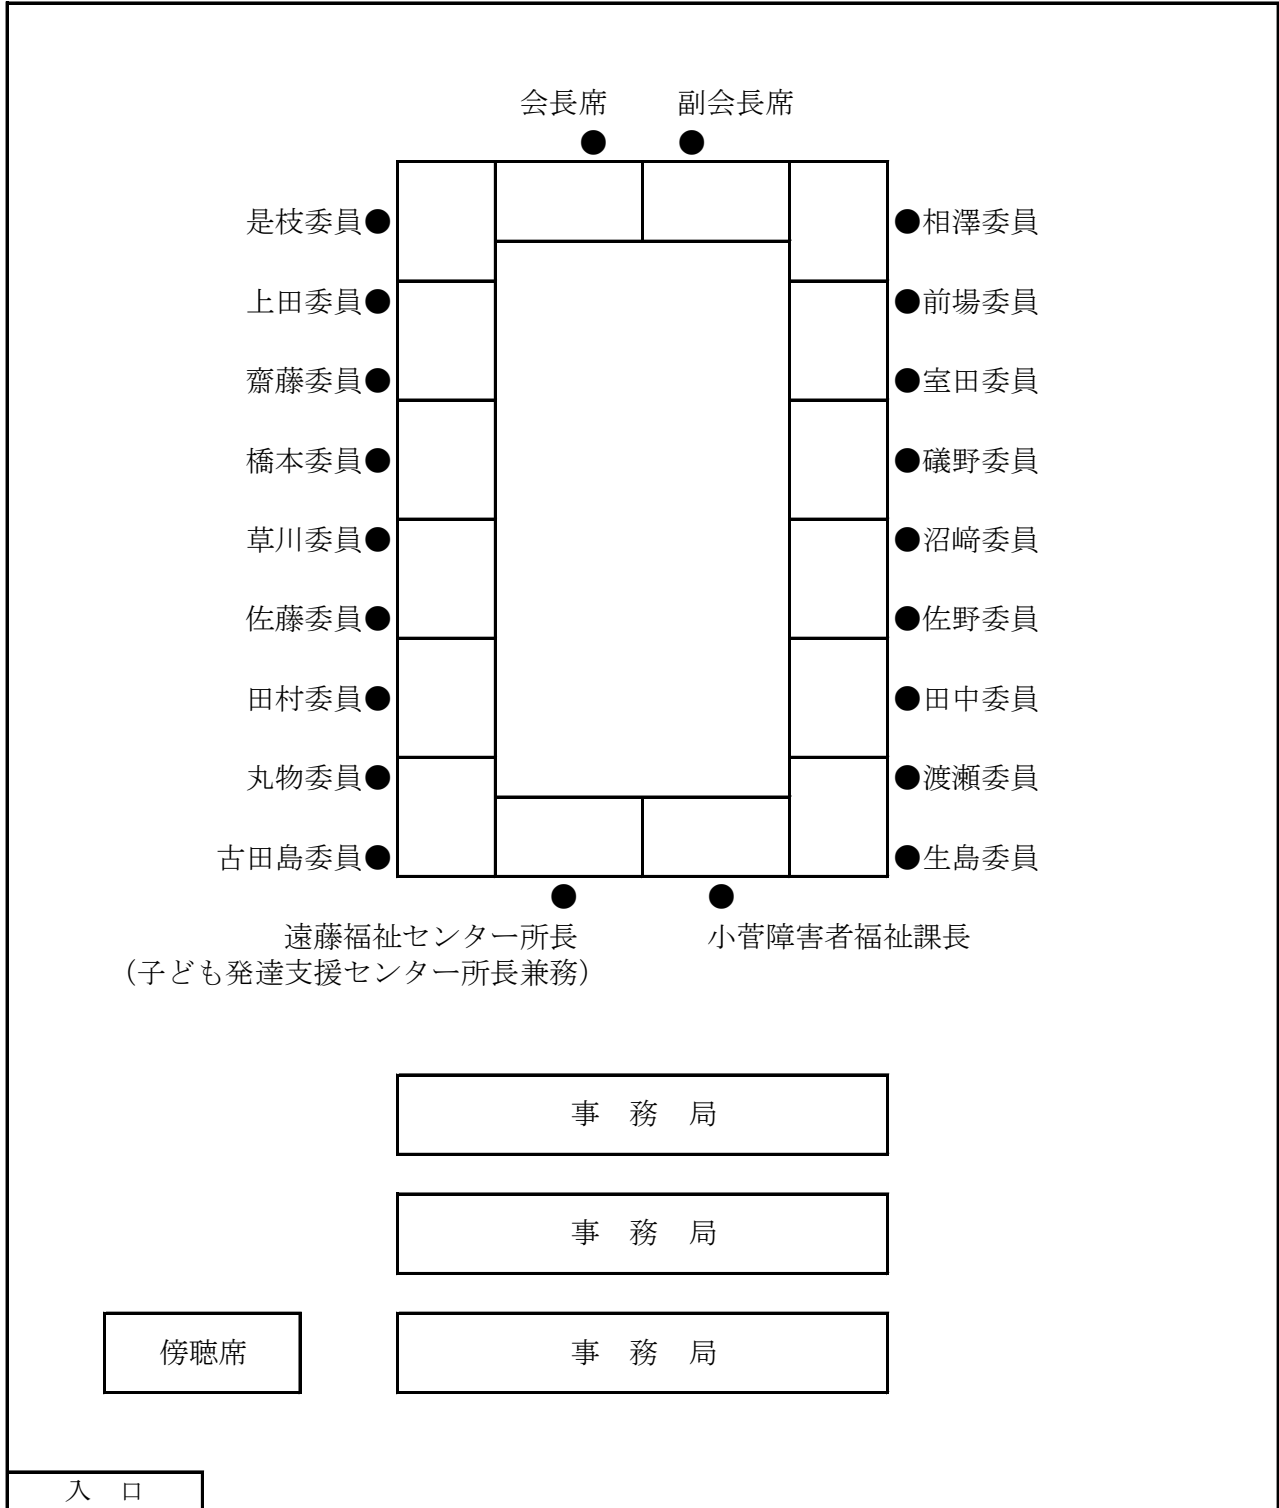 会長席　副会長席
是枝委員●　●相澤委員
上田委員●　●前場委員
齋藤委員●　●室田委員
橋本委員●　●礒野委員
草川委員●　●沼﨑委員
佐藤委員●　●佐野委員
田村委員●　●田中委員
丸物委員●　●渡瀬委員
古田島委員●　●生島委員
遠藤福祉センター所長　小菅障害者福祉課長
（子ども発達支援センター所長兼務）
事　務　局
事　務　局
傍聴席　事　務　局
入　口